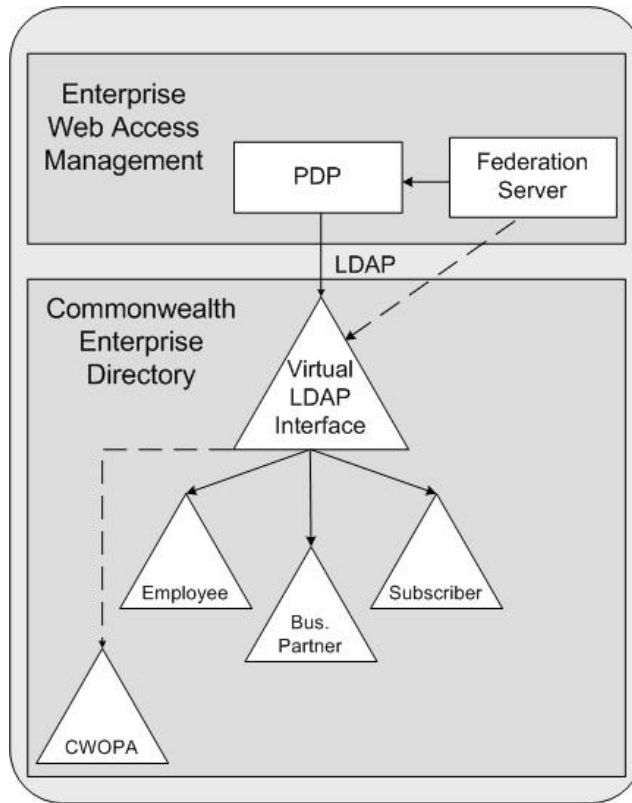 Enterprise
Web Access
Management
PDP
Federation
Server
LDAP
Commonwealth
Enterprise
Directory
Virtual
LDAP
Interface
Employee
Bus.
Partner
Subscriber
CWOPA